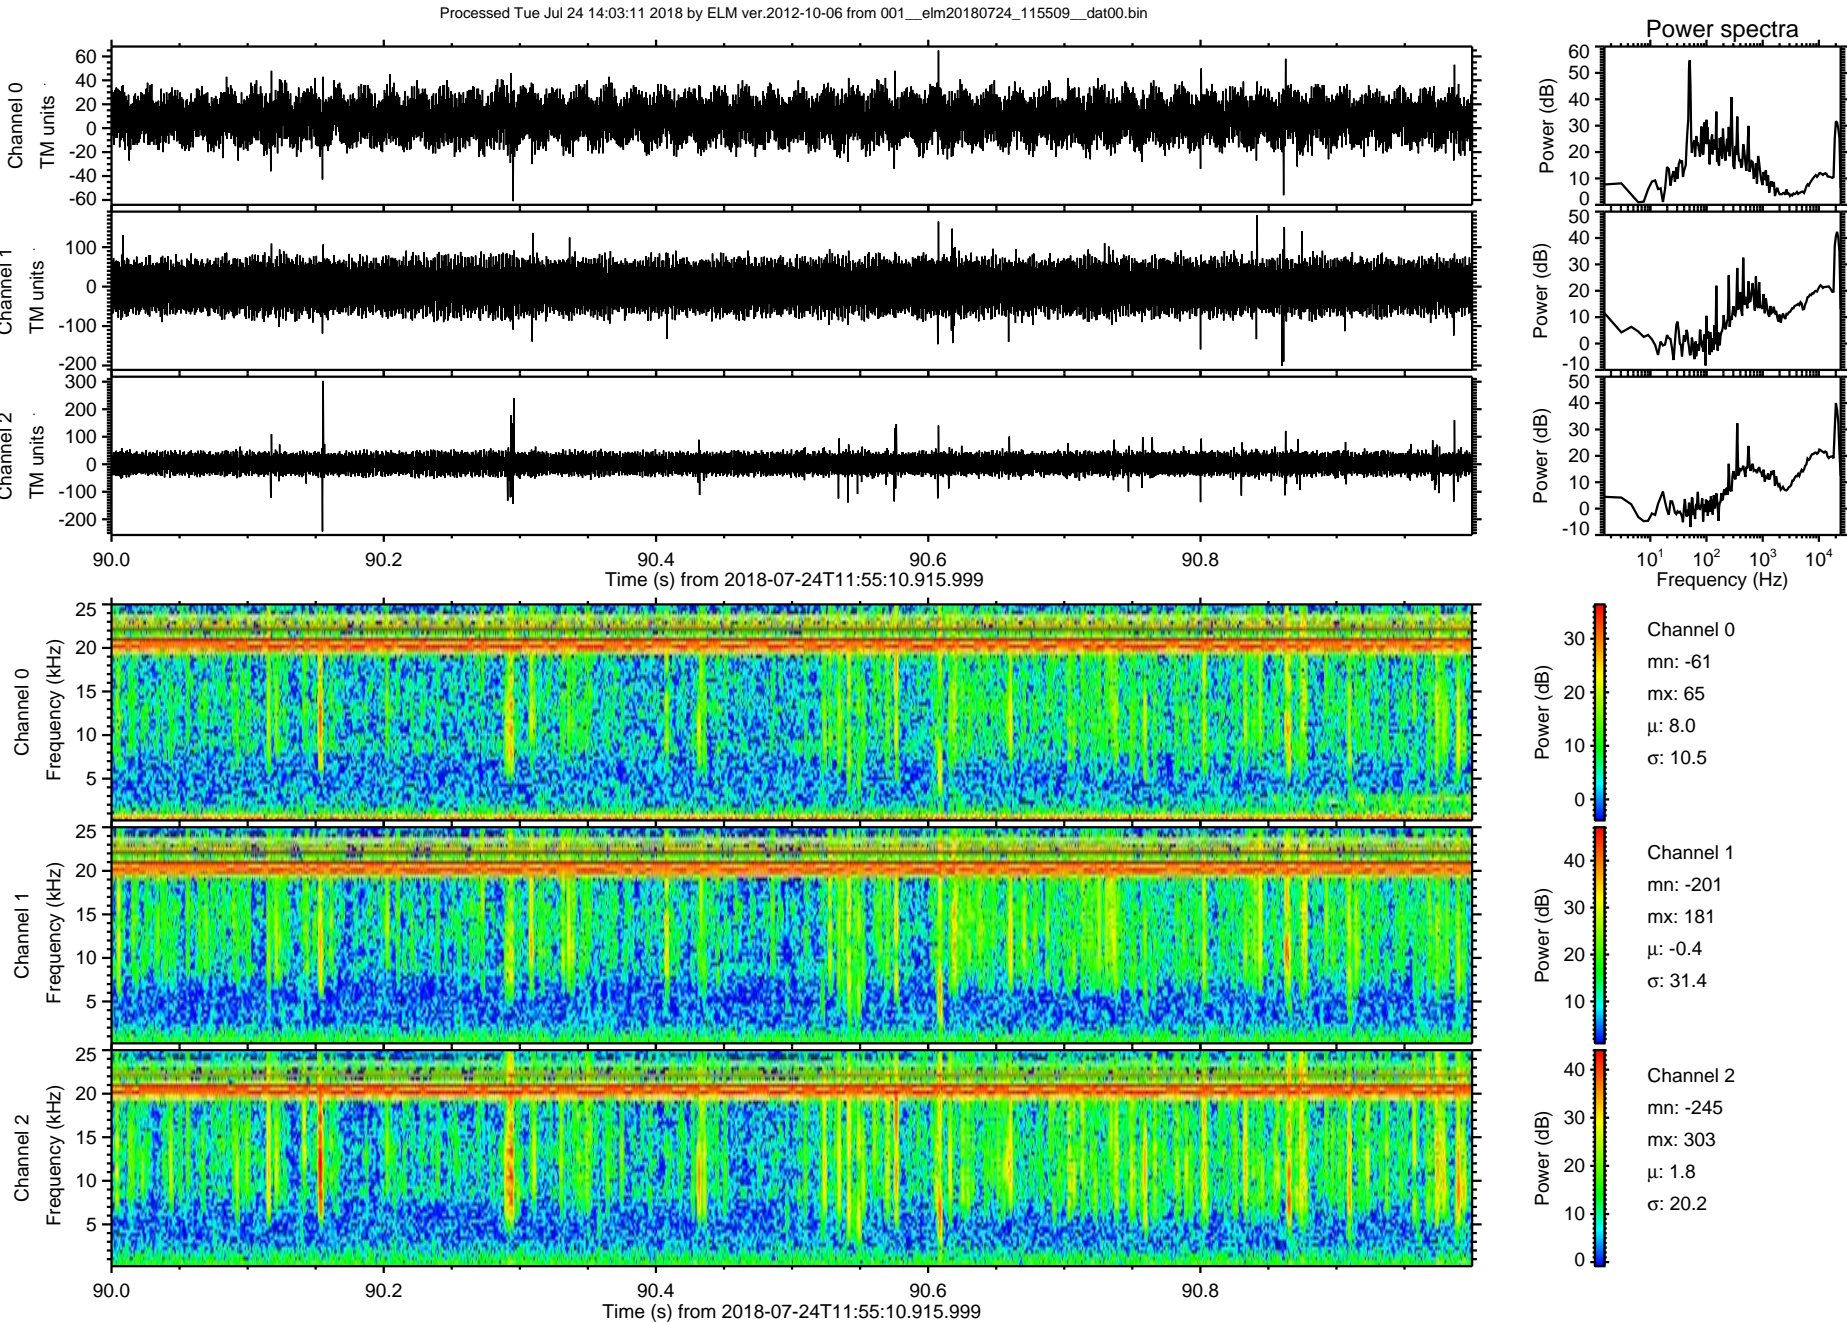 Processed Tue Jul 24 14:03:11 2018 by ELM ver.2012-10-06 from 001__elm20180724_115509__dat00.bin
Power spectra
Channel 0
TM units
60
40
20
0
-20
-40
-60
Power (dB)
60
50
40
30
20
10
0
Channel 1
TM units
100
0
-100
-200
Power (dB)
50
40
30
20
10
0
-10
Channel 2
TM units
300
200
100
0
-100
-200
Power (dB)
50
40
30
20
10
0
-10
90.0 90.2 90.4 90.6 90.8
Time (s) from 2018-07-24T11:55:10.915.999
10¹ 10² 10³ 10⁴
Frequency (Hz)
Channel 0
Frequency (kHz)
25
20
15
10
5
Power (dB)
30
20
10
0
Channel 0
mn: -61
mx: 65
μ: 8.0
σ: 10.5
Channel 1
Frequency (kHz)
25
20
15
10
5
Power (dB)
40
30
20
10
Channel 1
mn: -201
mx: 181
μ: -0.4
σ: 31.4
Channel 2
Frequency (kHz)
25
20
15
10
5
Power (dB)
40
30
20
10
0
Channel 2
mn: -245
mx: 303
μ: 1.8
σ: 20.2
90.0 90.2 90.4 90.6 90.8
Time (s) from 2018-07-24T11:55:10.915.999